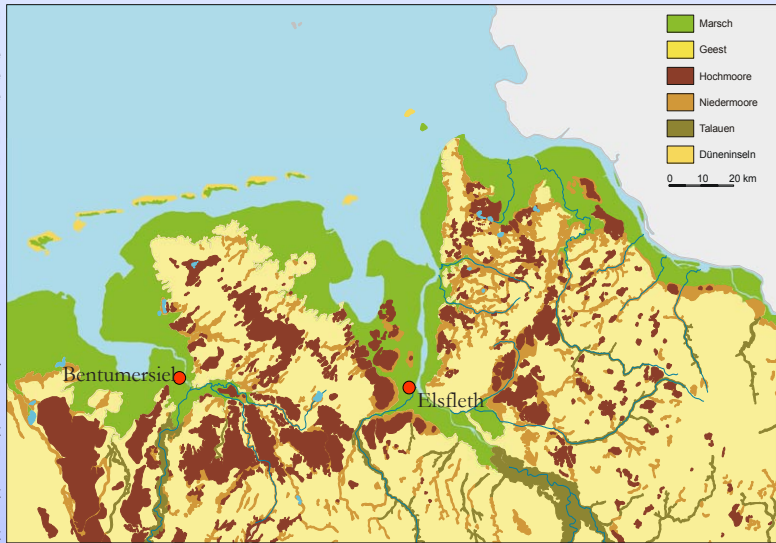 Marsch
Geest
Hochmoore
Niedermoore
Talauen
Düneninseln
0 10 20 km
Bentumersiel
Elsfleth